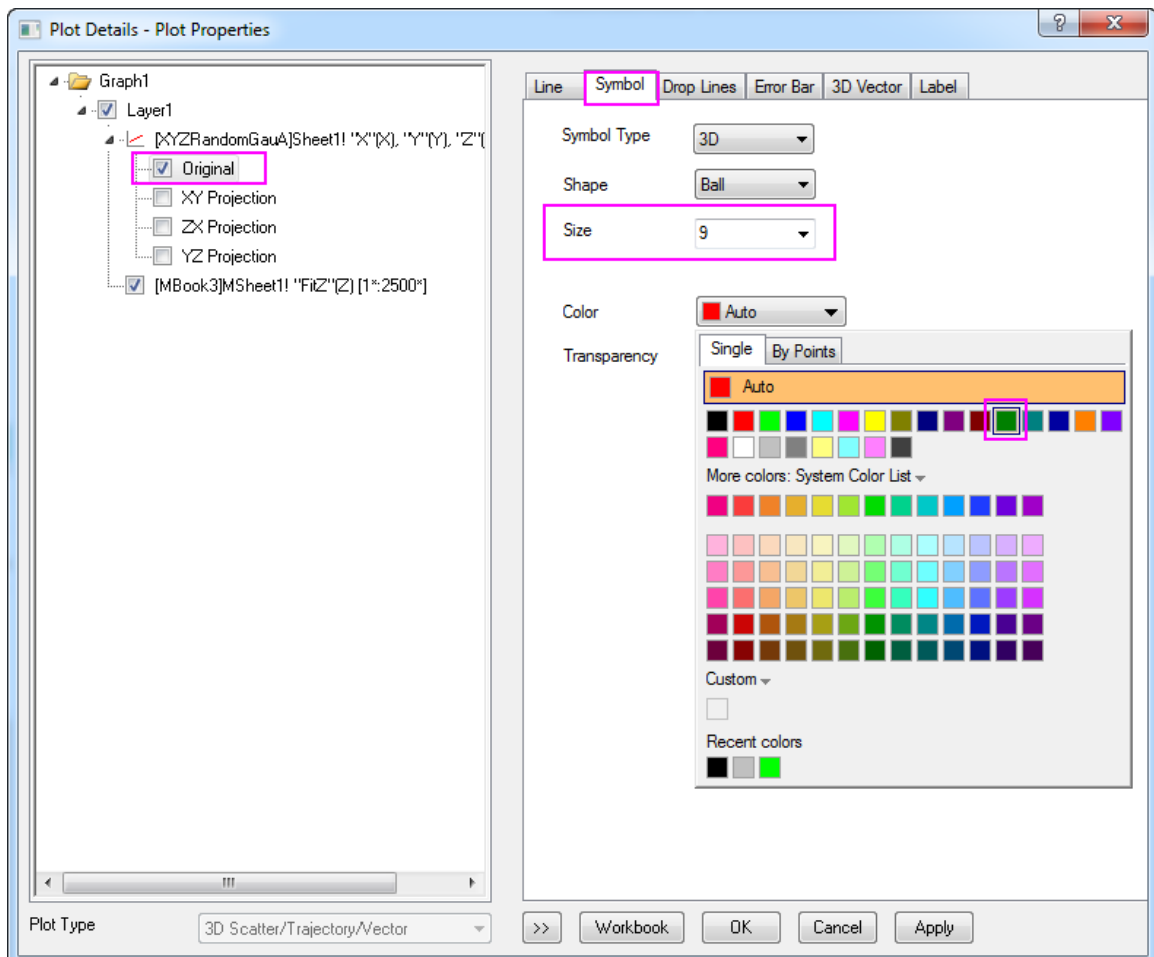 Plot Details - Plot Properties
Graph1
Layer1
[XYZRandomGauA]Sheet1! "X"(X), "Y"(Y), "Z"(
Original
XY Projection
ZX Projection
YZ Projection
[MBook3]MSheet1! "FitZ"(Z) [1*:2500*]
Plot Type
3D Scatter/Trajectory/Vector
Line Symbol Drop Lines Error Bar 3D Vector Label
Symbol Type 3D
Shape Ball
Size 9
Color Auto
Transparency
Single By Points
Auto
More colors: System Color List
Custom
Recent colors
>> Workbook OK Cancel Apply